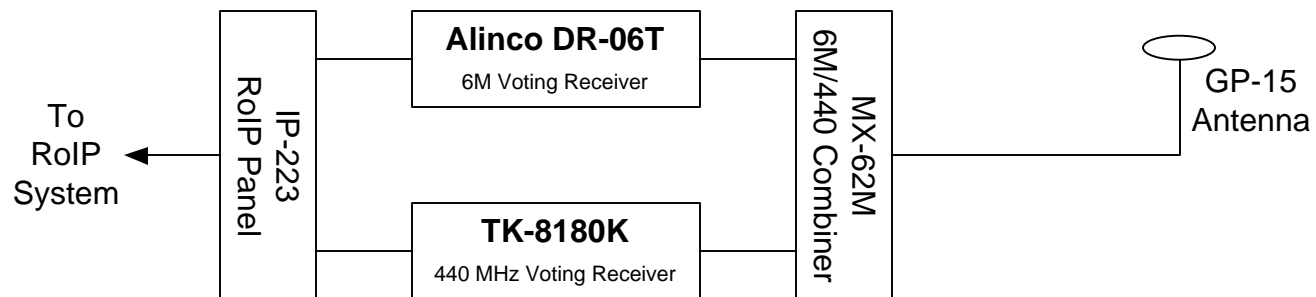 To
RoIP
System
IP-223
RoIP Panel
Alinco DR-06T
6M Voting Receiver
TK-8180K
440 MHz Voting Receiver
MX-62M
6M/440 Combiner
GP-15
Antenna